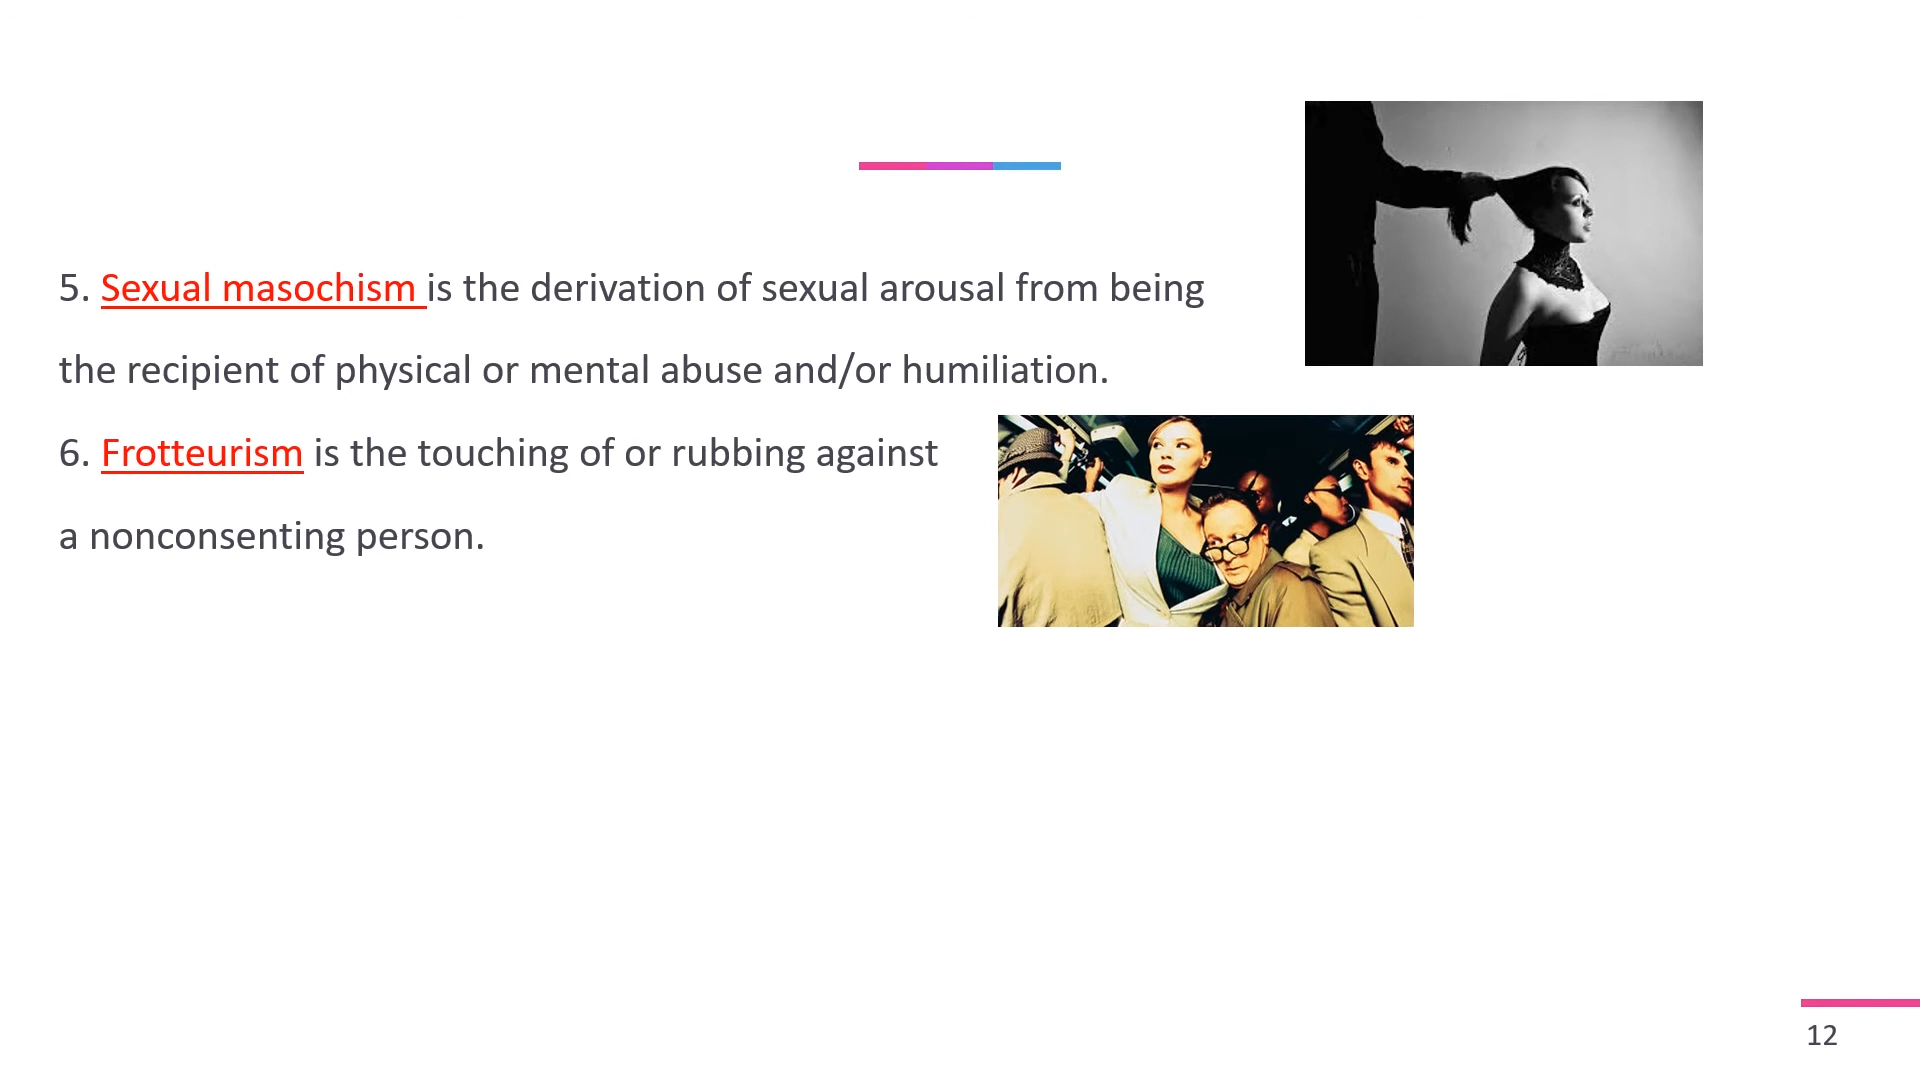 5. Sexual masochism is the derivation of sexual arousal from being
the recipient of physical or mental abuse and/or humiliation.
6. Frotteurism is the touching of or rubbing against
a nonconsenting person.
12